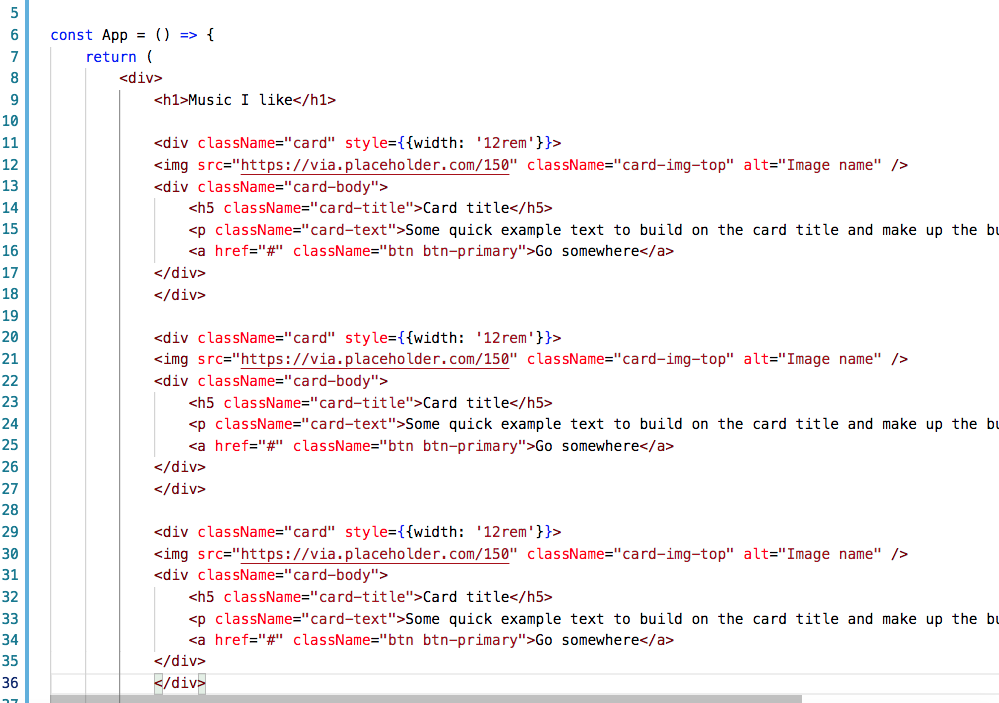 5
6 const App = () => {
7 return (
8 <div>
9 <h1>Music I like</h1>
10
11 <div className="card" style={{width: '12rem'}}>
12 <img src="https://via.placeholder.com/150" className="card-img-top" alt="Image name" />
13 <div className="card-body">
14 <h5 className="card-title">Card title</h5>
15 <p className="card-text">Some quick example text to build on the card title and make up the bu
16 <a href="#" className="btn btn-primary">Go somewhere</a>
17 </div>
18 </div>
19
20 <div className="card" style={{width: '12rem'}}>
21 <img src="https://via.placeholder.com/150" className="card-img-top" alt="Image name" />
22 <div className="card-body">
23 <h5 className="card-title">Card title</h5>
24 <p className="card-text">Some quick example text to build on the card title and make up the bu
25 <a href="#" className="btn btn-primary">Go somewhere</a>
26 </div>
27 </div>
28
29 <div className="card" style={{width: '12rem'}}>
30 <img src="https://via.placeholder.com/150" className="card-img-top" alt="Image name" />
31 <div className="card-body">
32 <h5 className="card-title">Card title</h5>
33 <p className="card-text">Some quick example text to build on the card title and make up the bu
34 <a href="#" className="btn btn-primary">Go somewhere</a>
35 </div>
36 </div>
37